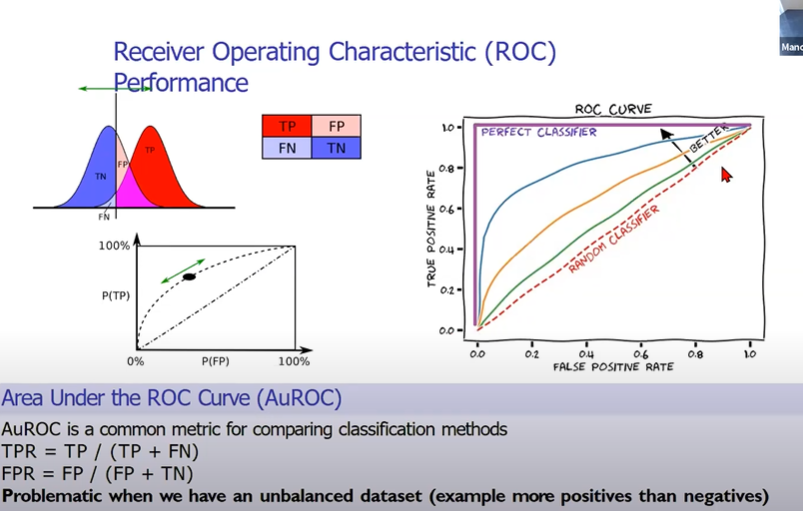 Manc
Receiver Operating Characteristic (ROC)
Performance
TN
FP
TP
FN
TP FP
FN TN
100%
P(TP)
0% P(FP) 100%
ROC CURVE
PERFECT CLASSIFIER
BETTER
RANDOM CLASSIFIER
TRUE POSITIVE RATE
1.0
0.8
0.6
0.4
0.2
0.0
0.0 0.2 0.4 0.6 0.8 1.0
FALSE POSITIVE RATE
Area Under the ROC Curve (AuROC)
AuROC is a common metric for comparing classification methods
TPR = TP / (TP + FN)
FPR = FP / (FP + TN)
Problematic when we have an unbalanced dataset (example more positives than negatives)